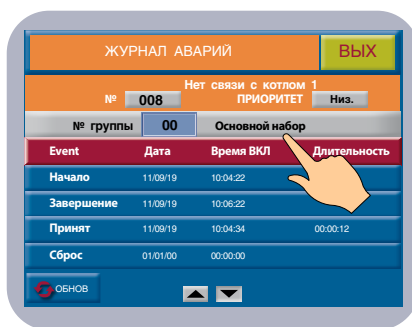 ЖУРНАЛ АВАРИЙ ВЫХ
Нет связи с котлом 1
№ 008 ПРИОРИТЕТ Низ.
№ группы 00 Основной набор
Event Дата Время ВКЛ Длительность
Начало 11/09/19 10:04:22
Завершение 11/09/19 10:06:22
Принят 11/09/19 10:04:34 00:00:12
Сброс 01/01/00 00:00:00
ОБНОВ